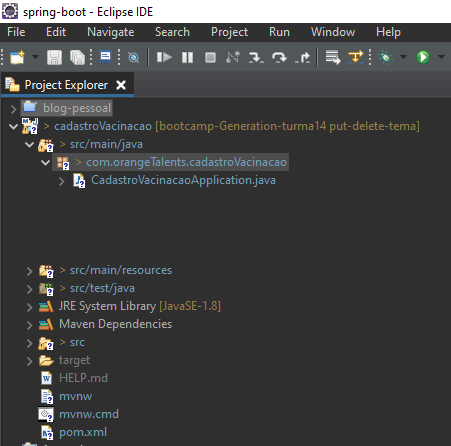 spring-boot - Eclipse IDE
File Edit Navigate Search Project Run Window Help
Project Explorer
blog-pessoal
> cadastroVacinacao [bootcamp-Generation-turma14 put-delete-tema]
> src/main/java
> com.orangeTalents.cadastroVacinacao
CadastroVacinacaoApplication.java
> src/main/resources
> src/test/java
JRE System Library [JavaSE-1.8]
Maven Dependencies
> src
target
HELP.md
mvnw
mvnw.cmd
pom.xml